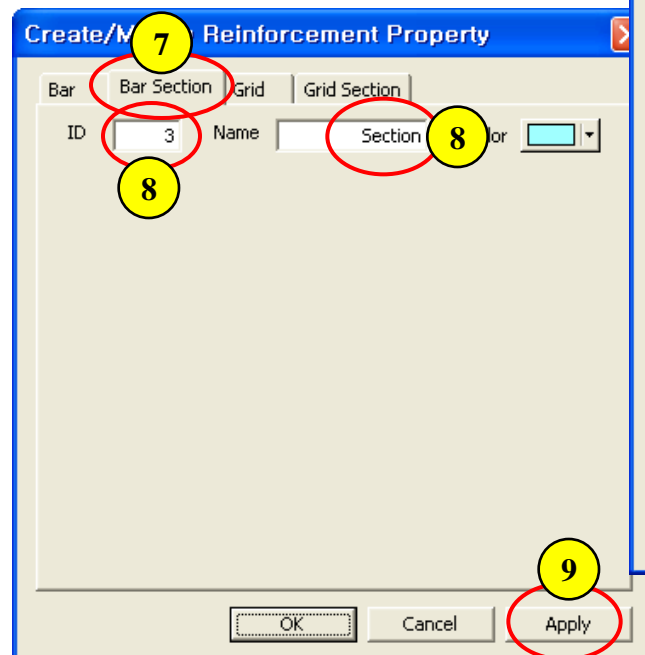 Create/M Reinforcement Property
7
Bar Bar Section Grid Grid Section
ID 3 Name Section 8 lor
8
9
OK Cancel Apply